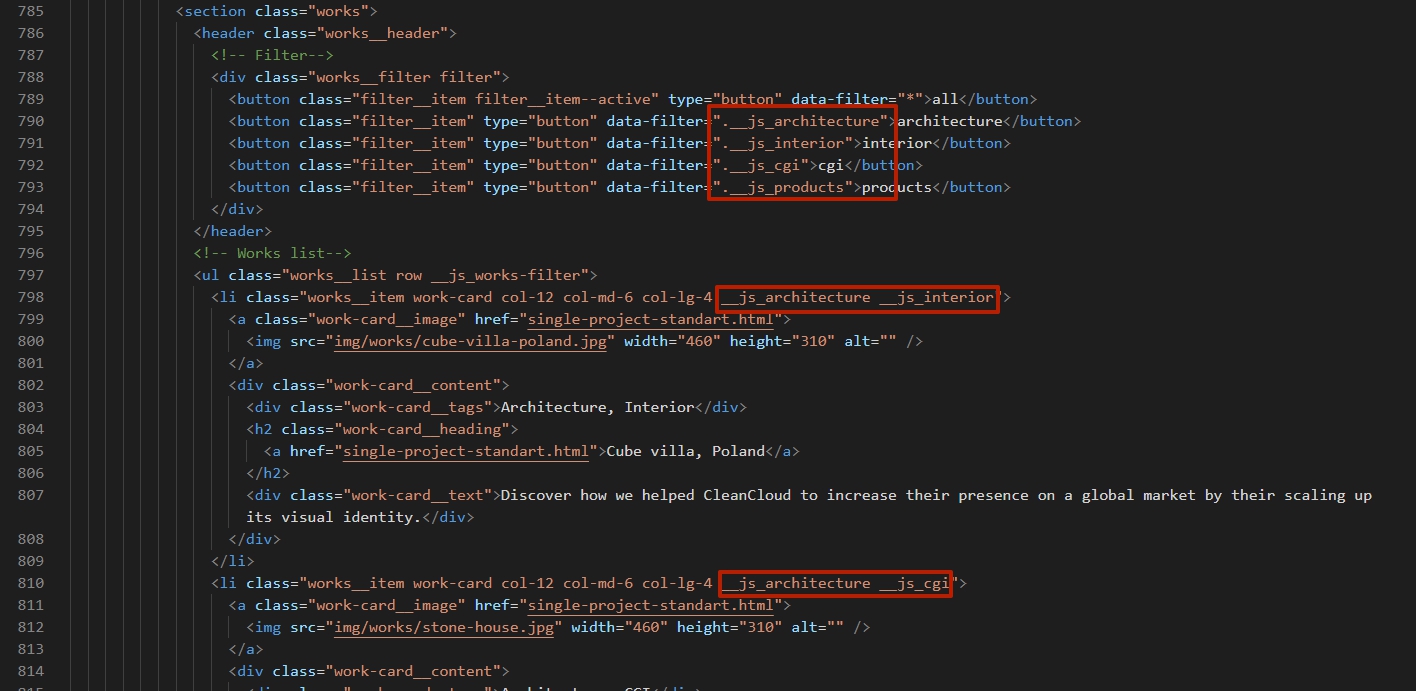 785 <section class="works">
786 <header class="works__header">
787 <!-- Filter-->
788 <div class="works__filter filter">
789 <button class="filter__item filter__item--active" type="button" data-filter="*">all</button>
790 <button class="filter__item" type="button" data-filter=".__js_architecture">architecture</button>
791 <button class="filter__item" type="button" data-filter=".__js_interior">interior</button>
792 <button class="filter__item" type="button" data-filter=".__js_cgi">cgi</button>
793 <button class="filter__item" type="button" data-filter=".__js_products">products</button>
794 </div>
795 </header>
796 <!-- Works list-->
797 <ul class="works__list row __js_works-filter">
798 <li class="works__item work-card col-12 col-md-6 col-lg-4 __js_architecture __js_interior">
799 <a class="work-card__image" href="single-project-standart.html">
800 <img src="img/works/cube-villa-poland.jpg" width="460" height="310" alt="" />
801 </a>
802 <div class="work-card__content">
803 <div class="work-card__tags">Architecture, Interior</div>
804 <h2 class="work-card__heading">
805 <a href="single-project-standart.html">Cube villa, Poland</a>
806 </h2>
807 <div class="work-card__text">Discover how we helped CleanCloud to increase their presence on a global market by their scaling up
its visual identity.</div>
808 </div>
809 </li>
810 <li class="works__item work-card col-12 col-md-6 col-lg-4 __js_architecture __js_cgi">
811 <a class="work-card__image" href="single-project-standart.html">
812 <img src="img/works/stone-house.jpg" width="460" height="310" alt="" />
813 </a>
814 <div class="work-card__content">